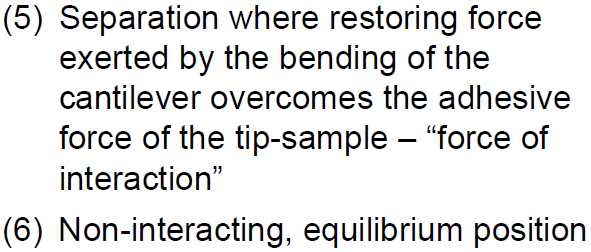 (5) Separation where restoring force
exerted by the bending of the
cantilever overcomes the adhesive
force of the tip-sample – “force of
interaction”
(6) Non-interacting, equilibrium position